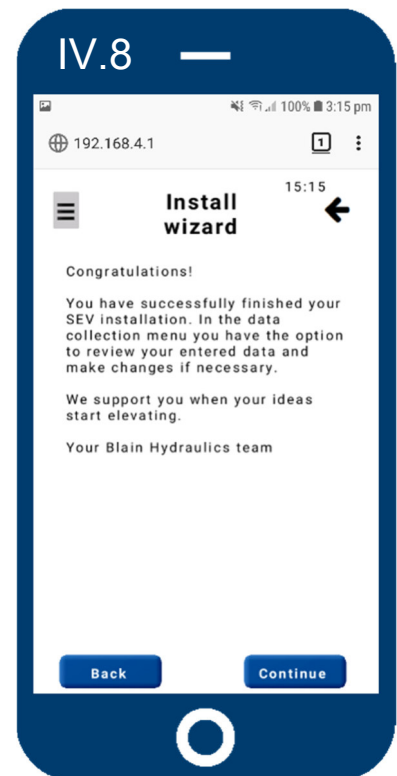 IV.8
100% 3:15 pm
192.168.4.1
1
15:15
Install
wizard
Congratulations!
You have successfully finished your
SEV installation. In the data
collection menu you have the option
to review your entered data and
make changes if necessary.
We support you when your ideas
start elevating.
Your Blain Hydraulics team
Back
Continue